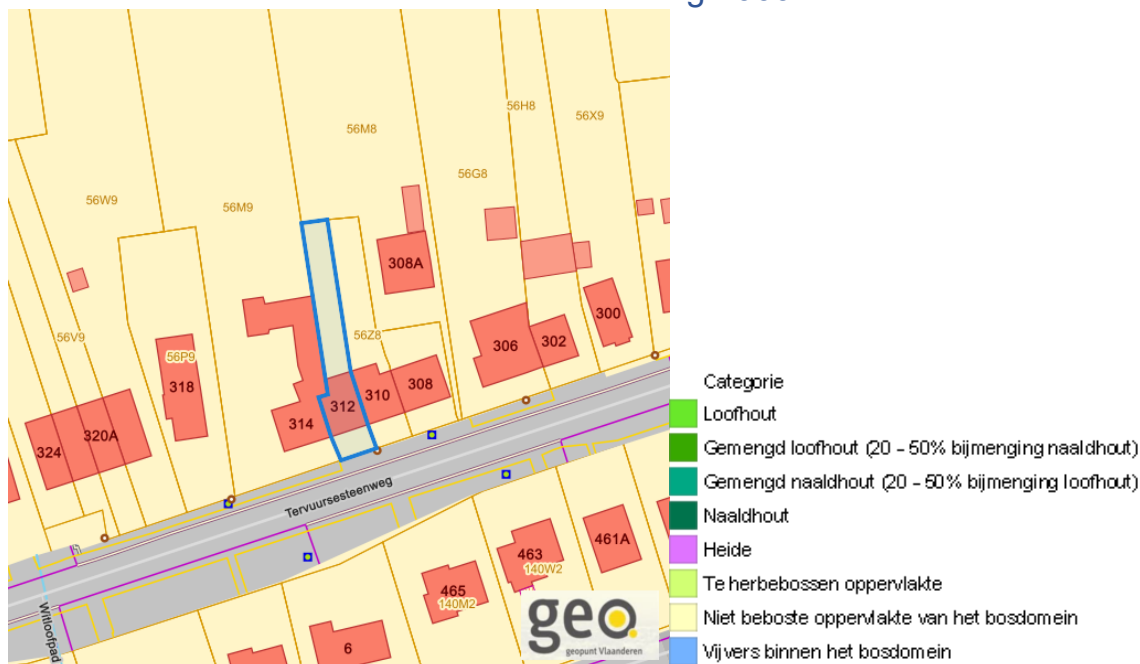 56H8
56X9
56M8
56G8
56W9
56M9
308A
56V9
56Z8
56P9
300
302
306
318
310
308
312
314
320A
324
Tervuursesteenweg
463
461A
140W2
465
140M2
6
Witloofpad
geo
geopunt Vlaanderen
Categorie
Loofhout
Gemengd loofhout (20 - 50% bijmenging naaldhout)
Gemengd naaldhout (20 - 50% bijmenging loofhout)
Naaldhout
Heide
Te herbebossen oppervlakte
Niet beboste oppervlakte van het bosdomein
Vijvers binnen het bosdomein